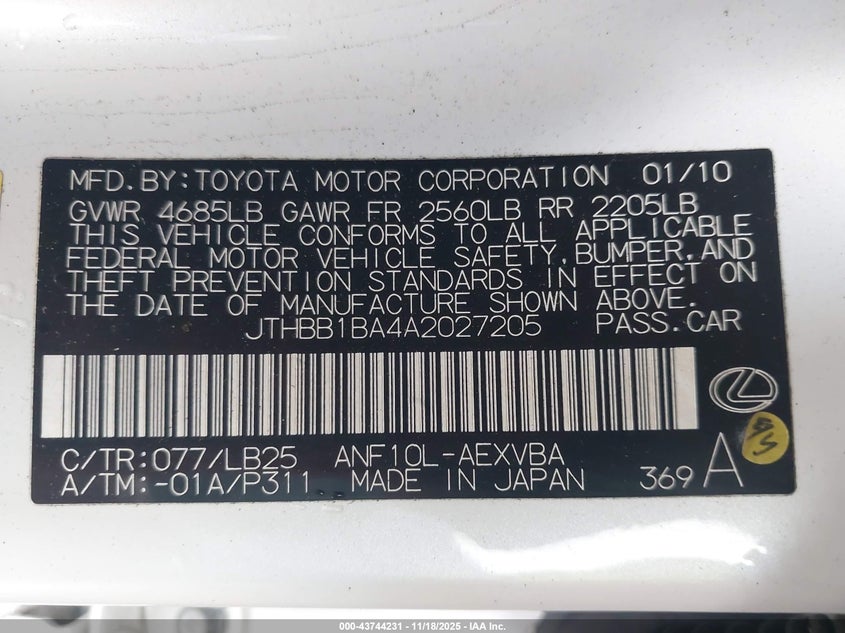 MFD.BY:TOYOTA MOTOR CORPORATION 01/10
GVWR 4685LB GAWR FR 2560LB RR 2205LB
THIS VEHICLE CONFORMS TO ALL APPLICABLE
FEDERAL MOTOR VEHICLE SAFETY,BUMPER,AND
THEFT PREVENTION STANDARDS IN EFFECT ON
THE DATE OF MANUFACTURE SHOWN ABOVE.
JTHBB1BA4A2027205 PASS.CAR
C/TR:077/LB25 ANF10L-AEXVBA
A/TM:-01A/P311 MADE IN JAPAN 369 A
000-43744231 - 11/18/2025 - IAA Inc.